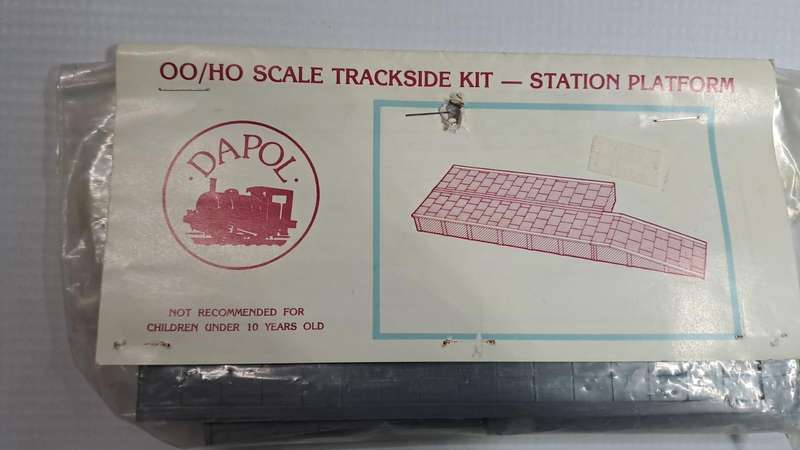 OO/HO SCALE TRACKSIDE KIT — STATION PLATFORM
· DAPOL ·
NOT RECOMMENDED FOR
CHILDREN UNDER 10 YEARS OLD